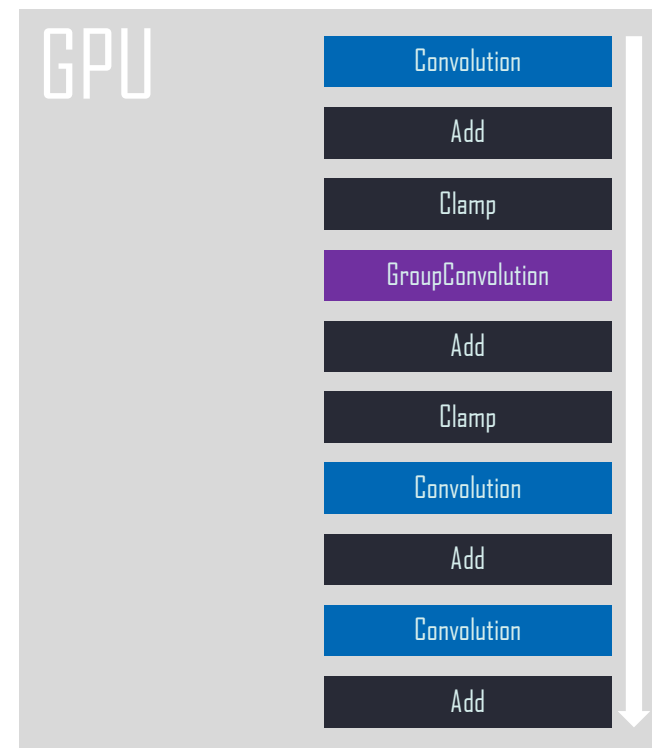 GPU
Convolution
Add
Clamp
GroupConvolution
Add
Clamp
Convolution
Add
Convolution
Add